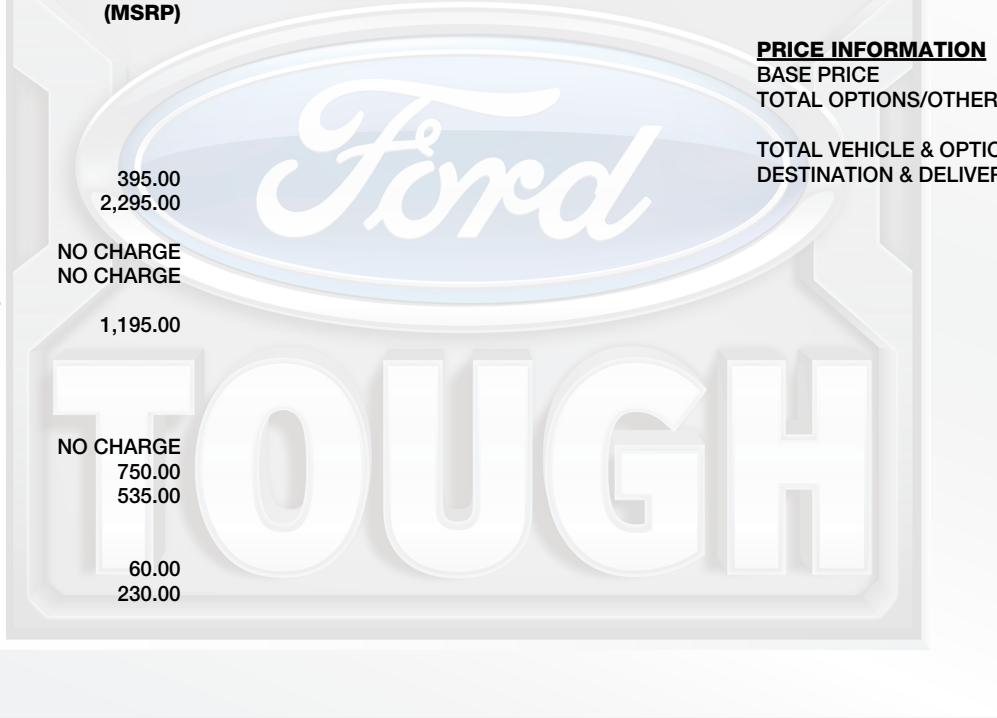 (MSRP)
395.00
2,295.00
NO CHARGE
NO CHARGE
1,195.00
NO CHARGE
750.00
535.00
60.00
230.00
PRICE INFORMATION
BASE PRICE
TOTAL OPTIONS/OTHER
TOTAL VEHICLE & OPTIO
DESTINATION & DELIVER
Ford
TOUGH